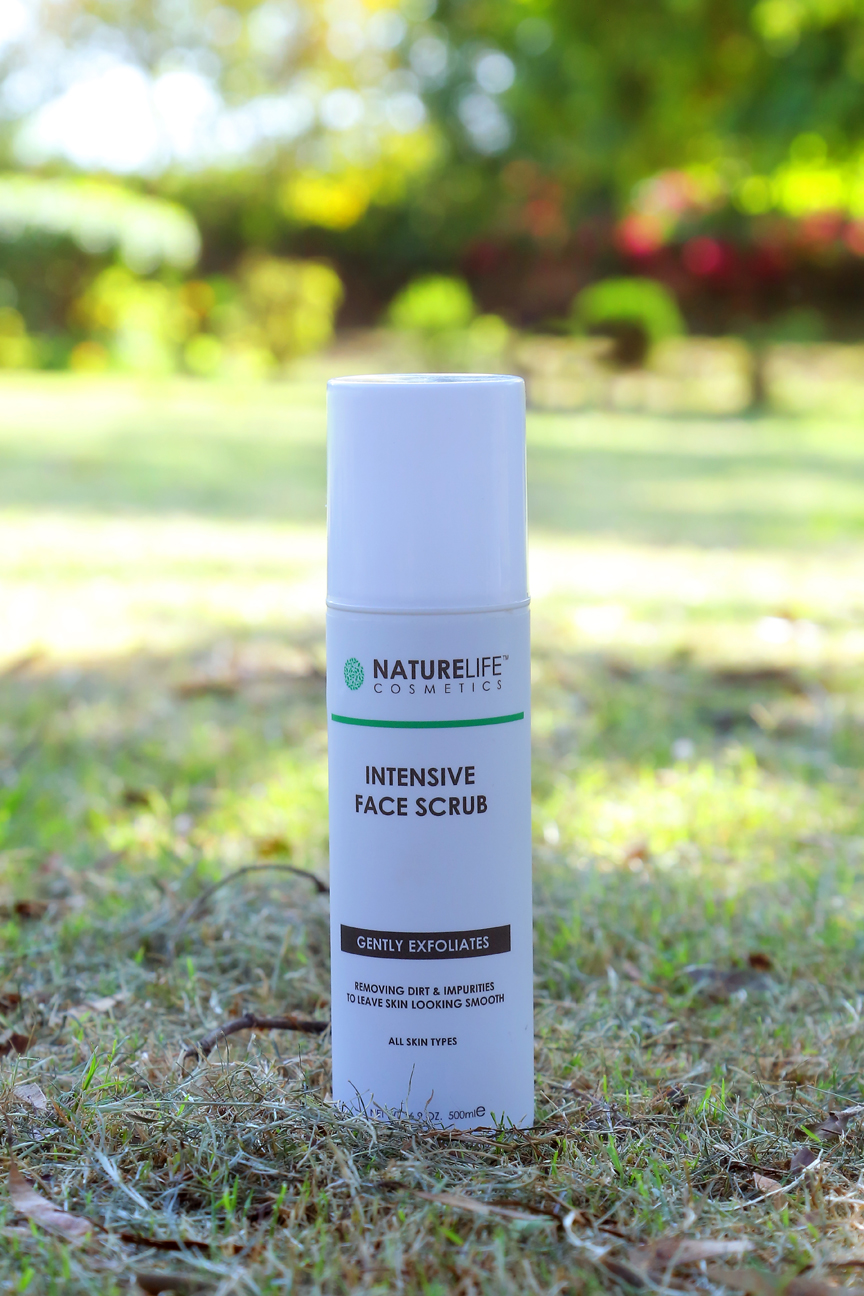 NATURELIFE™
COSMETICS
INTENSIVE
FACE SCRUB
GENTLY EXFOLIATES
REMOVING DIRT & IMPURITIES
TO LEAVE SKIN LOOKING SMOOTH
ALL SKIN TYPES
OZ. 500ml℮